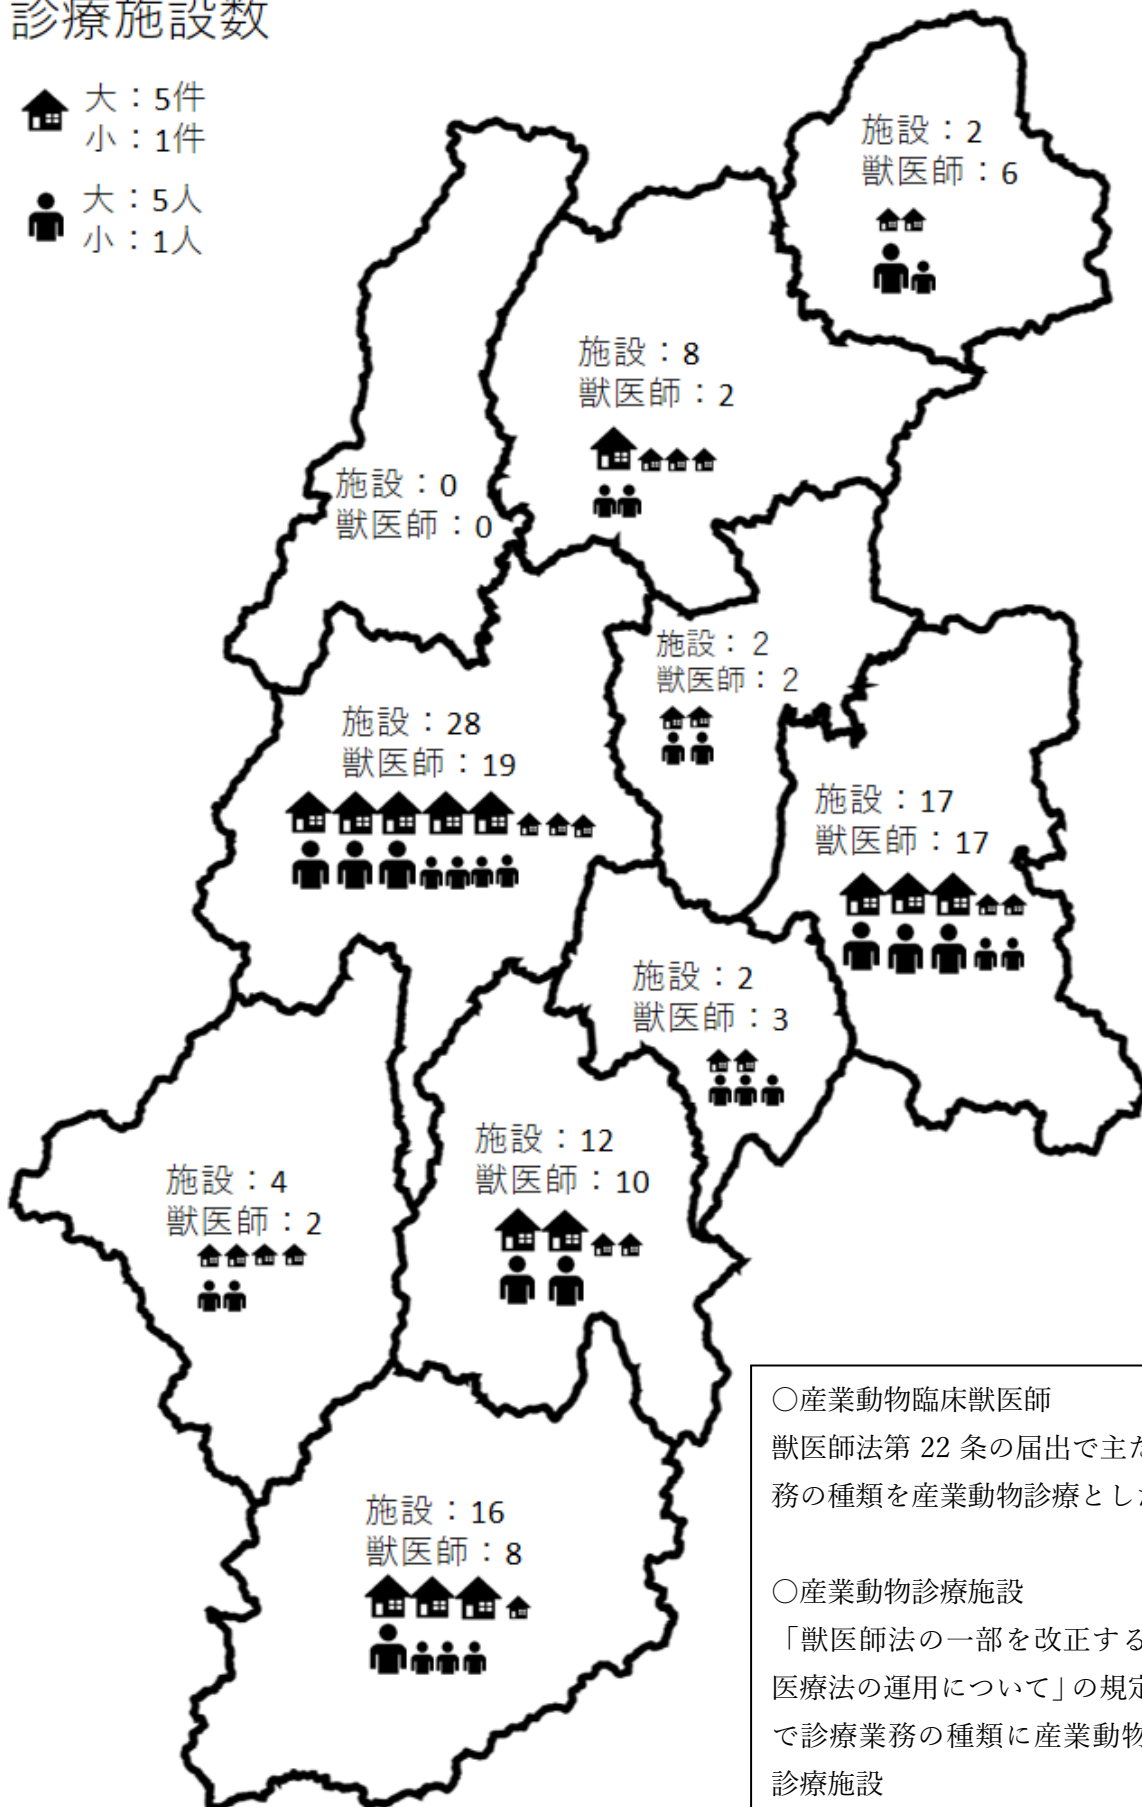 診療施設数
大：5件
小：1件
大：5人
小：1人
施設：2
獣医師：6
施設：8
獣医師：2
施設：0
獣医師：0
施設：2
獣医師：2
施設：28
獣医師：19
施設：17
獣医師：17
施設：2
獣医師：3
施設：12
獣医師：10
施設：4
獣医師：2
施設：16
獣医師：8
〇産業動物臨床獣医師
獣医師法第 22 条の届出で主た
務の種類を産業動物診療とした
〇産業動物診療施設
「獣医師法の一部を改正する
医療法の運用について」の規定
で診療業務の種類に産業動物
診療施設